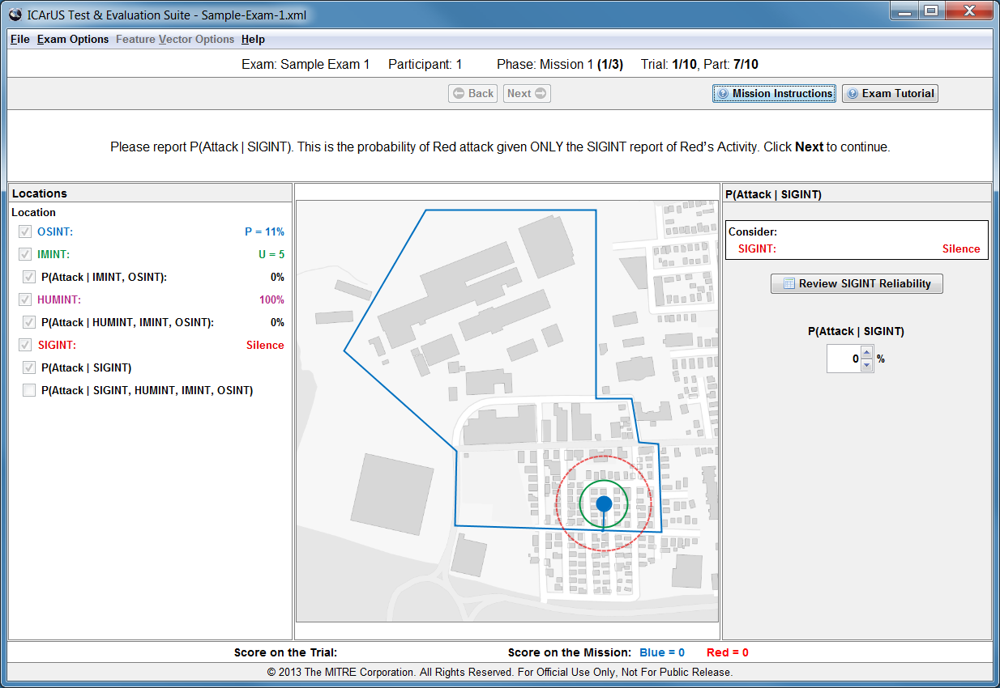 ICArUS Test & Evaluation Suite - Sample-Exam-1.xml
File Exam Options Feature Vector Options Help
Exam: Sample Exam 1 Participant: 1 Phase: Mission 1 (1/3) Trial: 1/10, Part: 7/10
Back Next Mission Instructions Exam Tutorial
Please report P(Attack | SIGINT). This is the probability of Red attack given ONLY the SIGINT report of Red's Activity. Click Next to continue.
Locations
Location
OSINT: P = 11%
IMINT: U = 5
P(Attack | IMINT, OSINT): 0%
HUMINT: 100%
P(Attack | HUMINT, IMINT, OSINT): 0%
SIGINT: Silence
P(Attack | SIGINT)
P(Attack | SIGINT, HUMINT, IMINT, OSINT)
P(Attack | SIGINT)
Consider:
SIGINT: Silence
Review SIGINT Reliability
P(Attack | SIGINT)
0 %
Score on the Trial: Score on the Mission: Blue = 0 Red = 0
© 2013 The MITRE Corporation. All Rights Reserved. For Official Use Only, Not For Public Release.